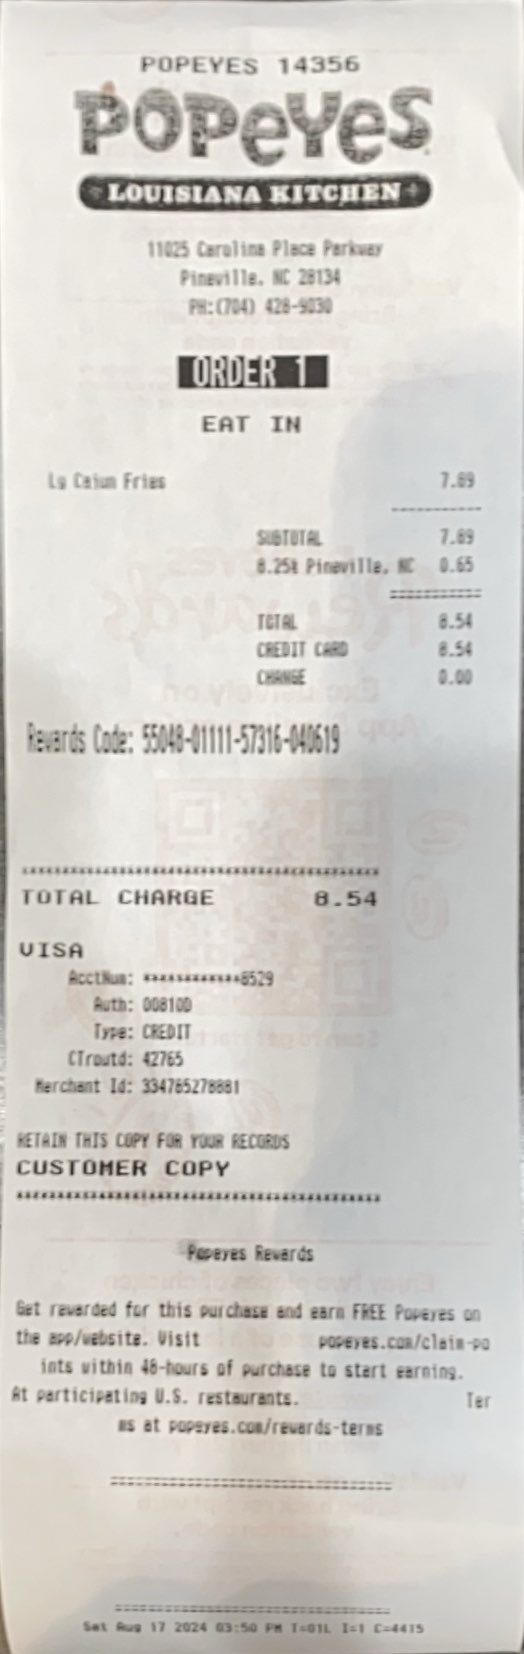 POPEYES 14356
POPEYES
LOUISIANA KITCHEN
11025 Carolina Place Parkway
Pineville, NC 28134
PH:(704) 428-9030
ORDER 1
EAT IN
Lg Cajun Fries 7.89
SUBTOTAL 7.89
8.25% Pineville, NC 0.65
TOTAL 8.54
CREDIT CARD 8.54
CHANGE 0.00
Rewards Code: 55048-01111-57316-040619
TOTAL CHARGE 8.54
VISA
AcctNum: ************8529
Auth: 00810D
Type: CREDIT
CTroutd: 42765
Merchant Id: 334765278881
RETAIN THIS COPY FOR YOUR RECORDS
CUSTOMER COPY
Popeyes Rewards
Get rewarded for this purchase and earn FREE Popeyes on
the app/website. Visit popeyes.com/claim-po
ints within 48-hours of purchase to start earning.
At participating U.S. restaurants. Ter
ms at popeyes.com/rewards-terms
Sat Aug 17 2024 03:50 PM T=01L I=1 C=4415